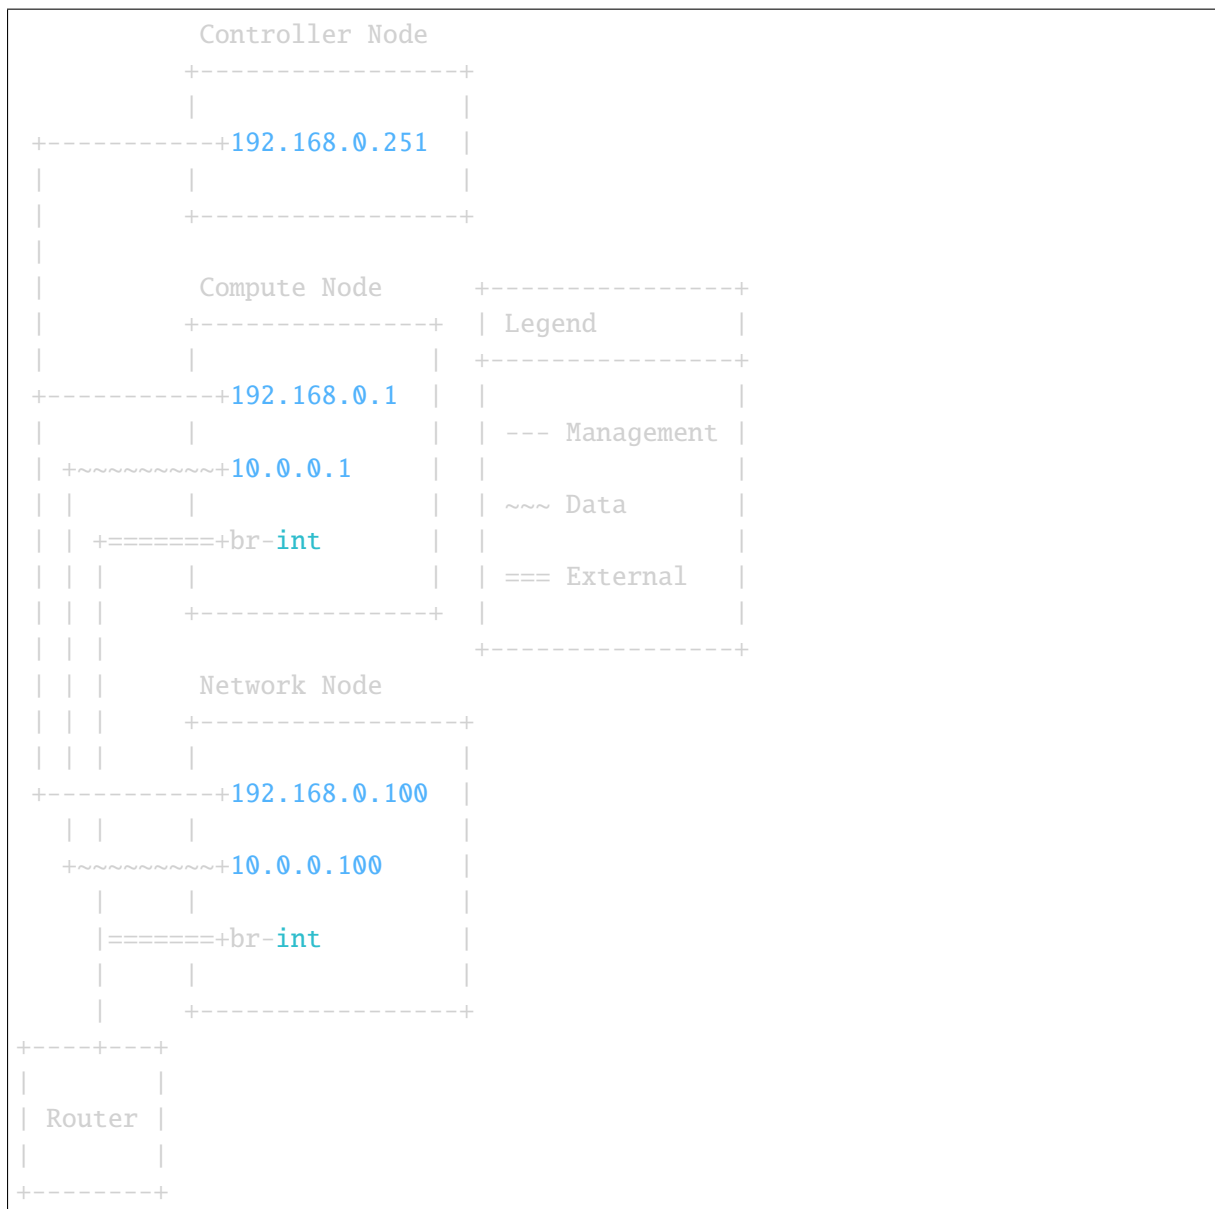 Controller Node
+-----------------+
|                 |
+-----------+192.168.0.251  |
|         |                 |
|         +-----------------+
|
|          Compute Node      +----------------+
|         +---------------+  | Legend         |
|         |               |  +----------------+
+-----------+192.168.0.1  |  |                |
|         |               |  | --- Management |
| +~~~~~~~~~+10.0.0.1     |  |                |
| |       |               |  | ~~~ Data       |
| | +=======+br-int       |  |                |
| | |     |               |  | === External   |
| | |     +---------------+  |                |
| | |                        +----------------+
| | |      Network Node
| | |     +-----------------+
| | |     |                 |
+-----------+192.168.0.100  |
| |     |                 |
+~~~~~~~~~+10.0.0.100     |
|     |                 |
|=======+br-int         |
|     |                 |
|     +-----------------+
+----+---+
|        |
| Router |
|        |
+--------+